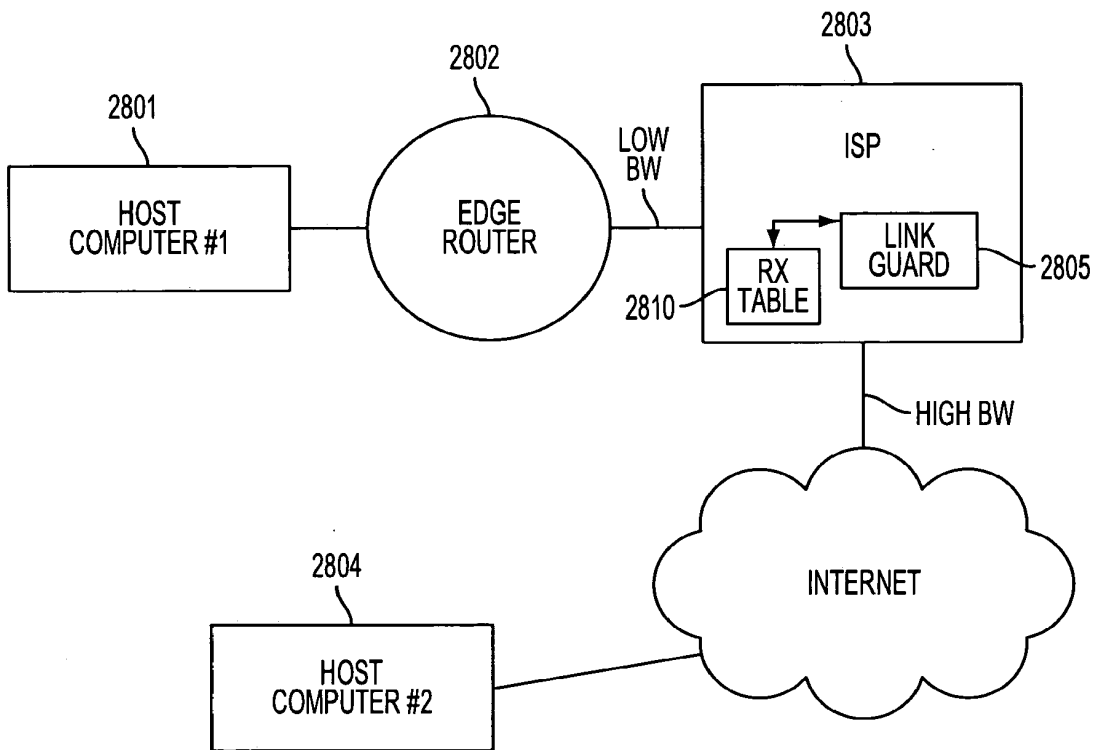 2803
2802
2801
LOW
BW
ISP
HOST
COMPUTER #1
EDGE
ROUTER
LINK
GUARD
2805
RX
TABLE
2810
HIGH BW
2804
INTERNET
HOST
COMPUTER #2